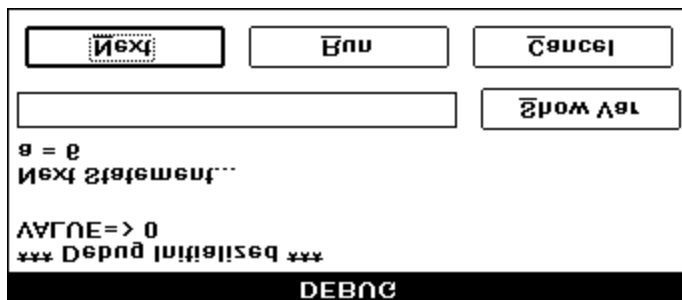 DEBUG
*** Debug Initialized ***
VALUE=> 0
Next Statement...
a = 6
Show Var
Next Run Cancel